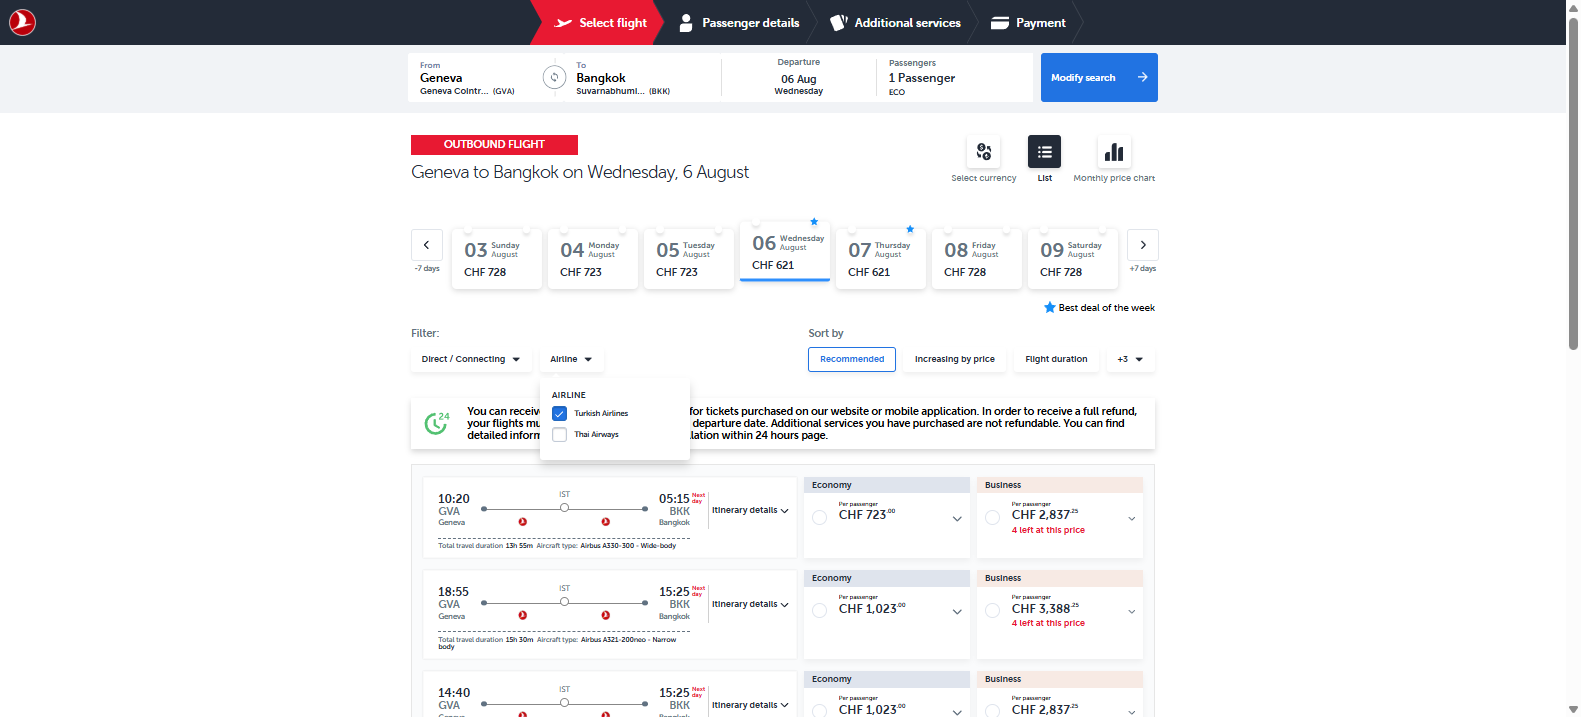 Select flight
Passenger details
Additional services
Payment
From
Geneva
Geneva Cointr... (GVA)
To
Bangkok
Suvarnabhumi... (BKK)
Departure
06 Aug
Wednesday
Passengers
1 Passenger
ECO
Modify search
OUTBOUND FLIGHT
Geneva to Bangkok on Wednesday, 6 August
Select currency
List
Monthly price chart
-7 days
03 Sunday August
CHF 728
04 Monday August
CHF 723
05 Tuesday August
CHF 723
06 Wednesday August
CHF 621
07 Thursday August
CHF 621
08 Friday August
CHF 728
09 Saturday August
CHF 728
+7 days
Best deal of the week
Filter:
Direct / Connecting
Airline
Sort by
Recommended
Increasing by price
Flight duration
+3
AIRLINE
Turkish Airlines
Thai Airways
24
You can receiv for tickets purchased on our website or mobile application. In order to receive a full refund,
your flights mu departure date. Additional services you have purchased are not refundable. You can find
detailed inform lation within 24 hours page.
10:20
GVA
Geneva
IST
05:15 Next day
BKK
Bangkok
Itinerary details
Total travel duration 13h 55m Aircraft type: Airbus A330-300 - Wide-body
Economy
Per passenger
CHF 723.00
Business
Per passenger
CHF 2,837.25
4 left at this price
18:55
GVA
Geneva
IST
15:25 Next day
BKK
Bangkok
Itinerary details
Total travel duration 15h 30m Aircraft type: Airbus A321-200neo - Narrow
body
Economy
Per passenger
CHF 1,023.00
Business
Per passenger
CHF 3,388.25
4 left at this price
14:40
GVA
Geneva
IST
15:25 Next day
BKK
Bangkok
Itinerary details
Economy
Per passenger
CHF 1,023.00
Business
Per passenger
CHF 2,837.25